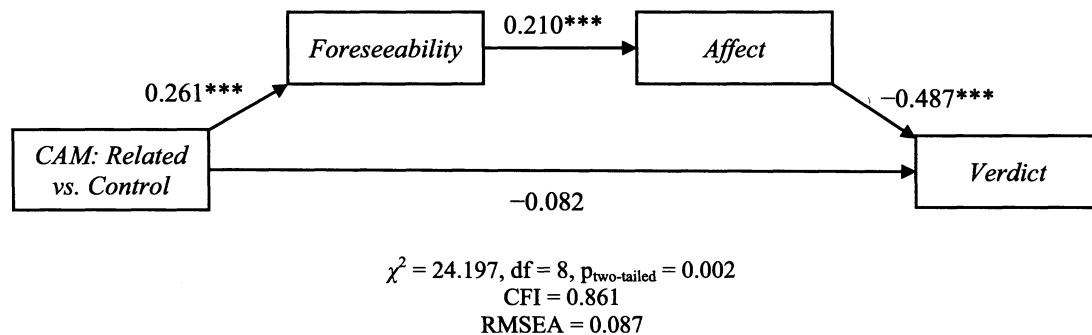 0.210***
Foreseeability
Affect
0.261***
−0.487***
CAM: Related
vs. Control
Verdict
−0.082
χ² = 24.197, df = 8, p_two-tailed = 0.002
CFI = 0.861
RMSEA = 0.087